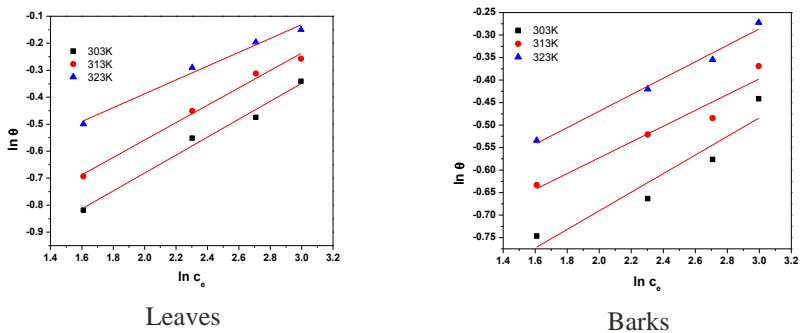 -0.1
-0.2
-0.3
-0.4
-0.5
-0.6
-0.7
-0.8
-0.9
ln θ
303K
313K
323K
1.4 1.6 1.8 2.0 2.2 2.4 2.6 2.8 3.0 3.2
ln cₑ
Leaves
-0.25
-0.30
-0.35
-0.40
-0.45
-0.50
-0.55
-0.60
-0.65
-0.70
-0.75
ln θ
303K
313K
323K
1.4 1.6 1.8 2.0 2.2 2.4 2.6 2.8 3.0 3.2
ln cₑ
Barks